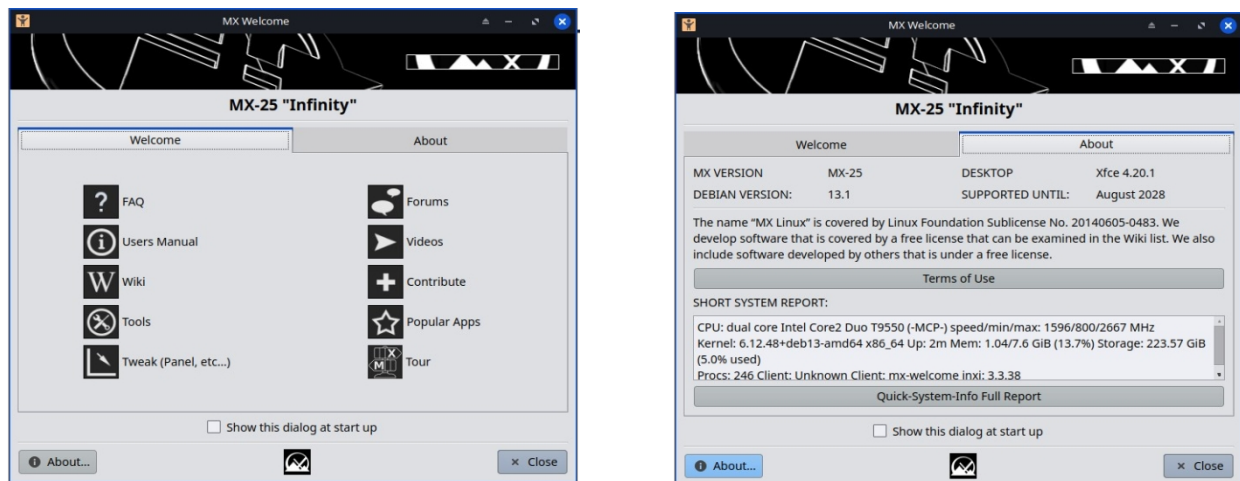 MX Welcome
MX
MX-25 "Infinity"
Welcome
About
FAQ
Forums
Users Manual
Videos
Wiki
Contribute
Tools
Popular Apps
Tweak (Panel, etc...)
Tour
Show this dialog at start up
About...
Close
MX Welcome
MX
MX-25 "Infinity"
Welcome
About
MX VERSION MX-25 DESKTOP Xfce 4.20.1
DEBIAN VERSION: 13.1 SUPPORTED UNTIL: August 2028
The name “MX Linux” is covered by Linux Foundation Sublicense No. 20140605-0483. We
develop software that is covered by a free license that can be examined in the Wiki list. We also
include software developed by others that is under a free license.
Terms of Use
SHORT SYSTEM REPORT:
CPU: dual core Intel Core2 Duo T9550 (-MCP-) speed/min/max: 1596/800/2667 MHz
Kernel: 6.12.48+deb13-amd64 x86_64 Up: 2m Mem: 1.04/7.6 GiB (13.7%) Storage: 223.57 GiB
(5.0% used)
Procs: 246 Client: Unknown Client: mx-welcome inxi: 3.3.38
Quick-System-Info Full Report
Show this dialog at start up
About...
Close